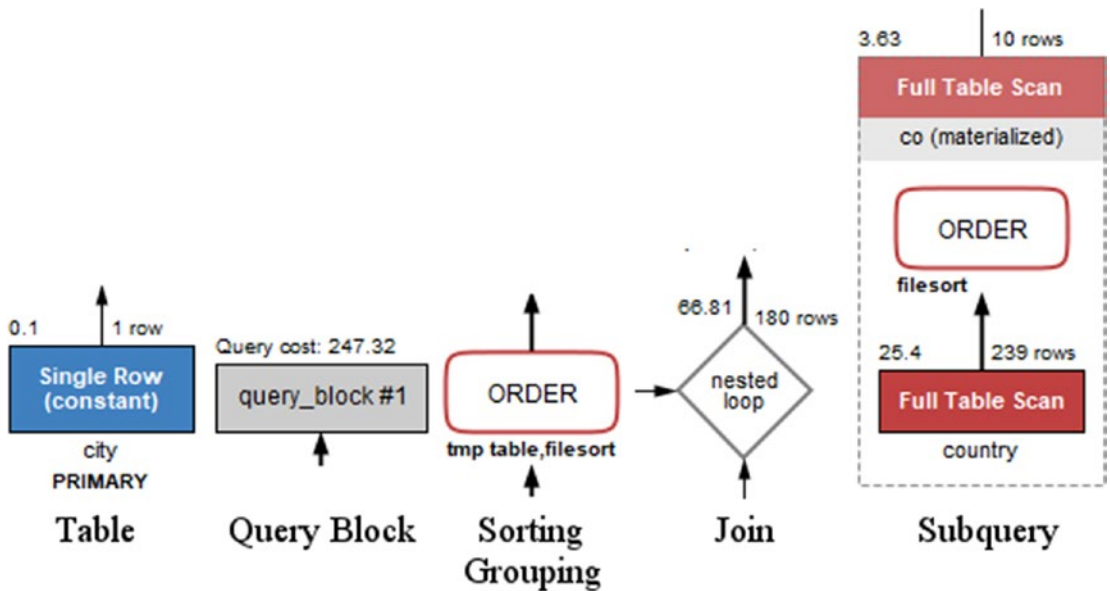 0.1 1 row
Single Row
(constant)
city
PRIMARY
Table
Query cost: 247.32
query_block #1
Query Block
ORDER
tmp table,filesort
Sorting
Grouping
66.81 180 rows
nested
loop
Join
3.63 10 rows
Full Table Scan
co (materialized)
ORDER
filesort
25.4 239 rows
Full Table Scan
country
Subquery